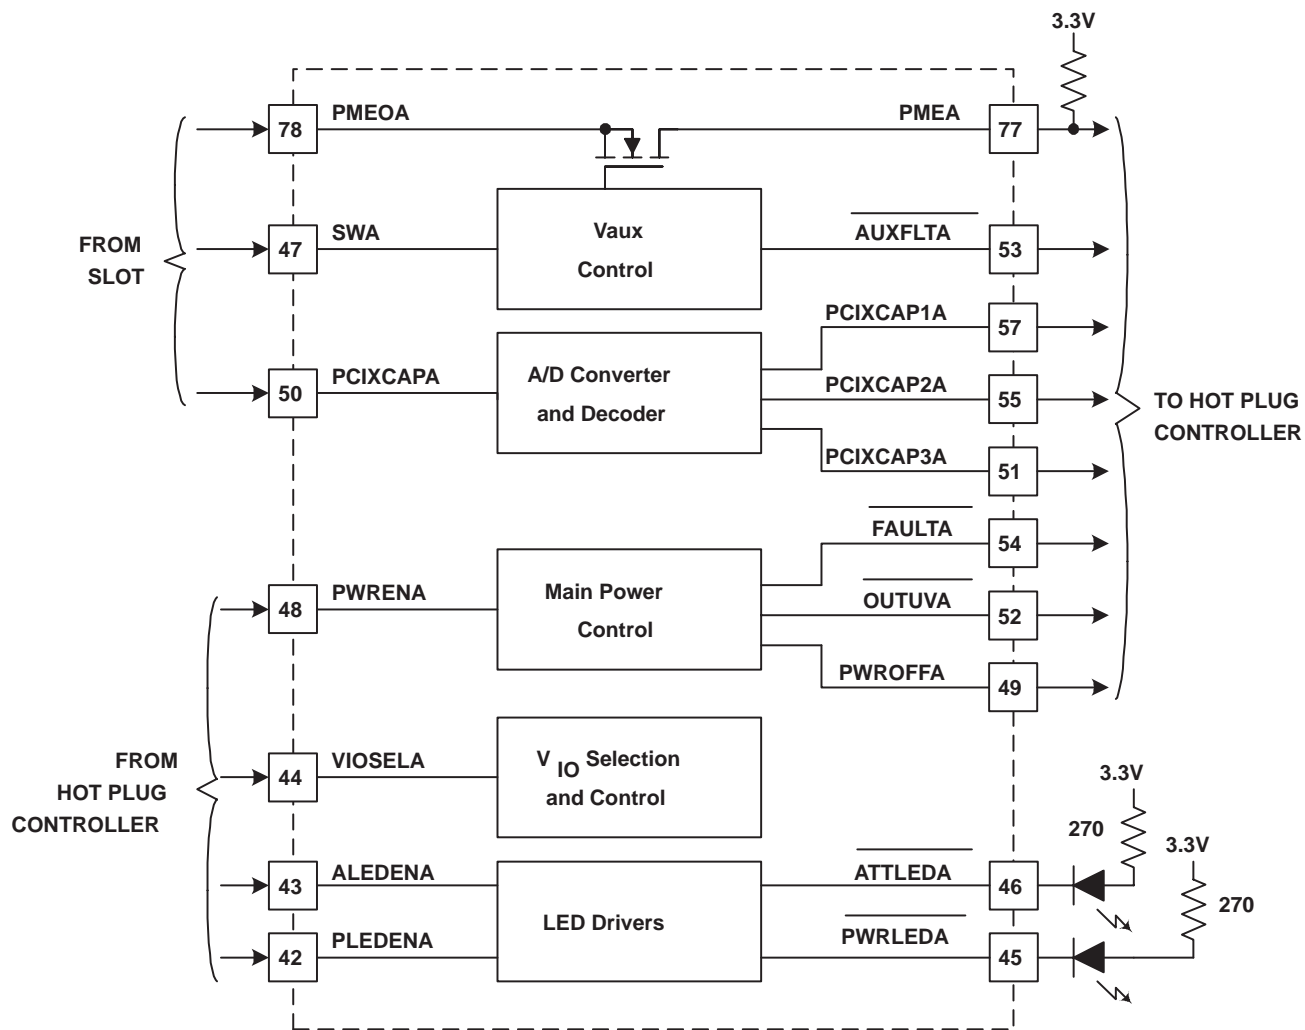 3.3V
78
PMEOA
PMEA
77
FROM
SLOT
47
SWA
Vaux
Control
AUXFLTA
53
50
PCIXCAPA
A/D Converter
and Decoder
PCIXCAP1A
57
PCIXCAP2A
55
PCIXCAP3A
51
TO HOT PLUG
CONTROLLER
48
PWRENA
Main Power
Control
FAULTA
54
OUTUVA
52
PWROFFA
49
FROM
HOT PLUG
CONTROLLER
44
VIOSELA
V IO Selection
and Control
3.3V
270
3.3V
270
43
ALEDENA
LED Drivers
ATTLEDA
46
42
PLEDENA
PWRLEDA
45